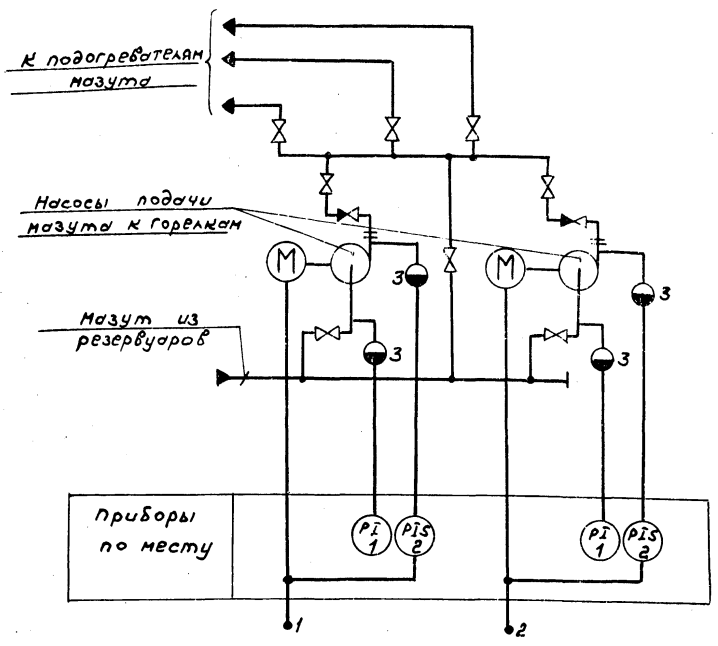 К подогревателям
мазута
Насосы подачи
мазута к горелкам
М
М
3
3
Мазут из
резервуаров
3
3
Приборы
по месту
PI
1
PIS
2
PI
1
PIS
2
1
2